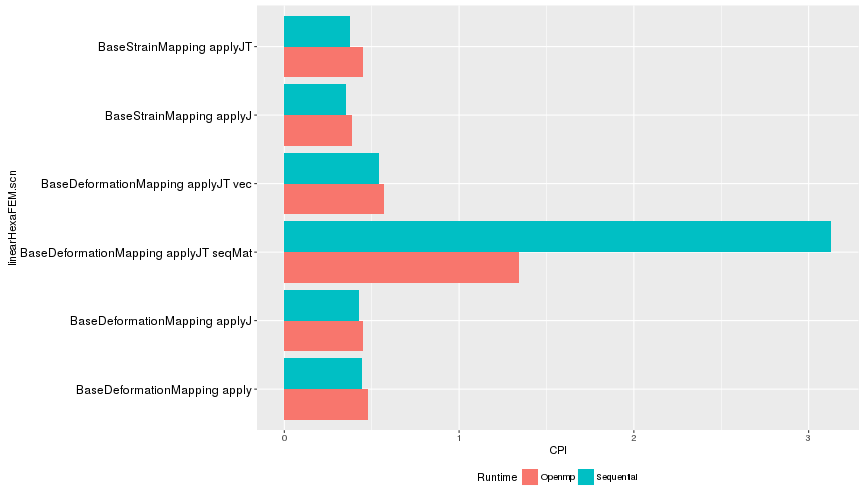 BaseStrainMapping applyJT
BaseStrainMapping applyJ
BaseDeformationMapping applyJT vec
BaseDeformationMapping applyJT seqMat
BaseDeformationMapping applyJ
BaseDeformationMapping apply
linearHexaFEM.scn
0 1 2 3
CPI
Runtime Openmp Sequential